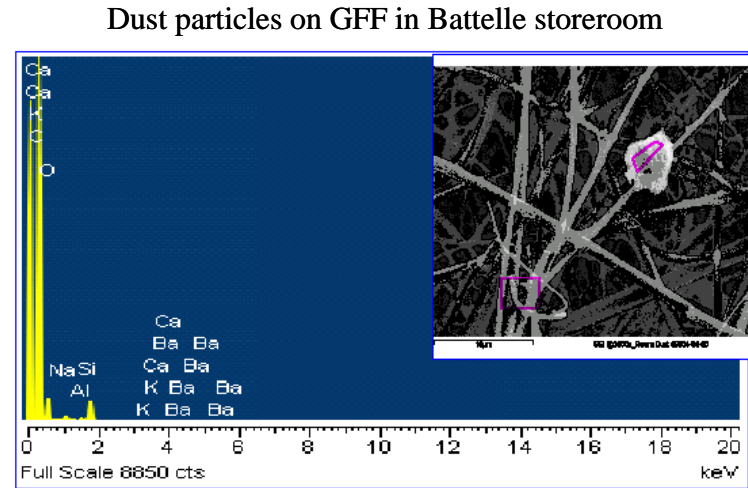 Dust particles on GFF in Battelle storeroom
Ca
Ca
K
C
O
Ca
Ba Ba
Na Si Ca Ba
Al K Ba Ba
K Ba Ba
0 2 4 6 8 10 12 14 16 18 20
Full Scale 8850 cts keV
10µm